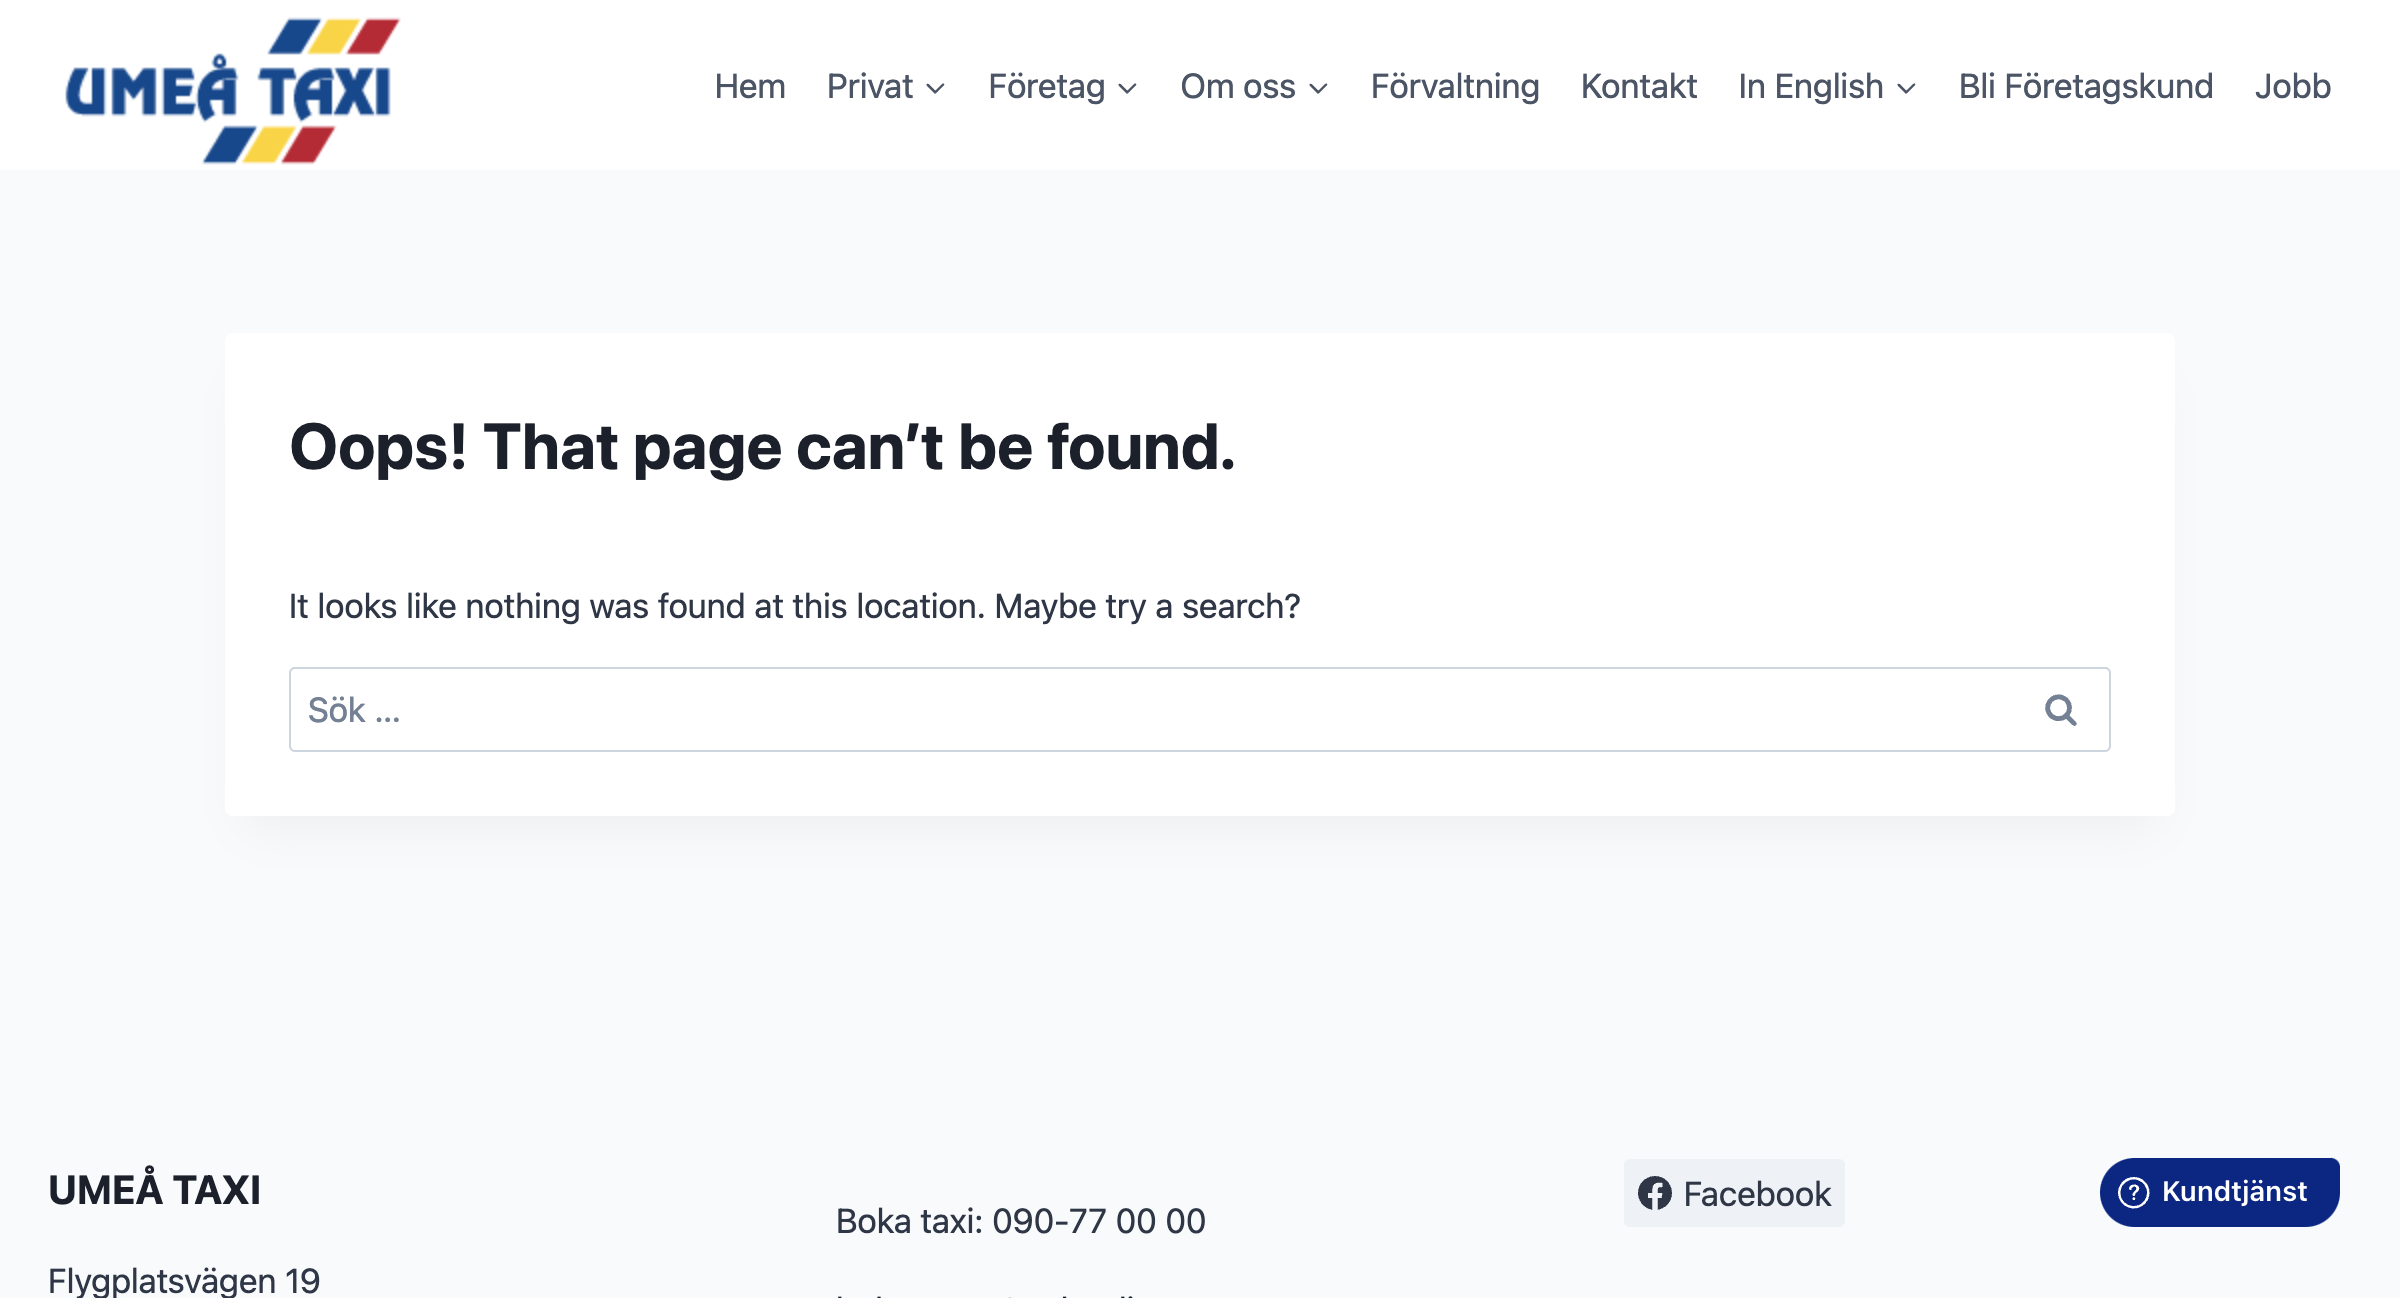 UMEÅ TAXI
Hem Privat Företag Om oss Förvaltning Kontakt In English Bli Företagskund Jobb
Oops! That page can’t be found.
It looks like nothing was found at this location. Maybe try a search?
Sök ...
UMEÅ TAXI
Flygplatsvägen 19
Boka taxi: 090-77 00 00
Facebook
Kundtjänst